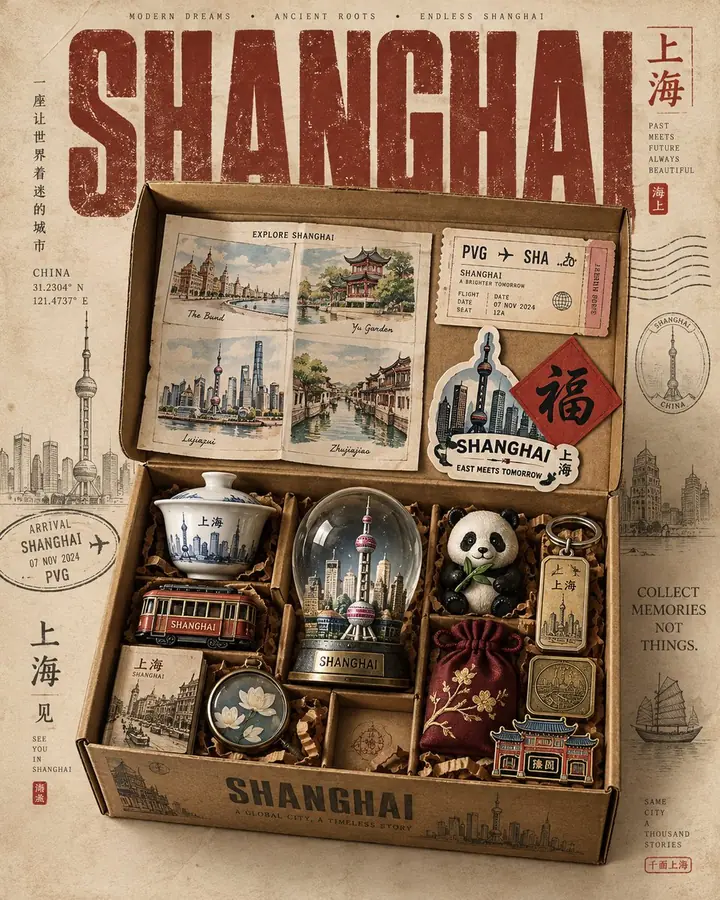 MODERN DREAMS • ANCIENT ROOTS • ENDLESS SHANGHAI
SHANGHAI
上海
PAST
MEETS
FUTURE
ALWAYS
BEAUTIFUL
海上
一座让世界着迷的城市
CHINA
31.2304° N
121.4737° E
EXPLORE SHANGHAI
The Bund
Yu Garden
Lujiazui
Zhujiajiao
PVG ✈ SHA
SHANGHAI
A BRIGHTER TOMORROW
FLIGHT
DATE
SEAT
DATE
07 NOV 2024
12A
福
SHANGHAI
EAST MEETS TOMORROW
上海
SHANGHAI
CHINA
ARRIVAL
SHANGHAI
07 NOV 2024
PVG
上海
SHANGHAI
上海
SHANGHAI
SHANGHAI
上海
上海见
SEE
YOU
IN
SHANGHAI
COLLECT
MEMORIES
NOT
THINGS.
SHANGHAI
A GLOBAL CITY, A TIMELESS STORY
SAME
CITY
A
THOUSAND
STORIES
千面上海